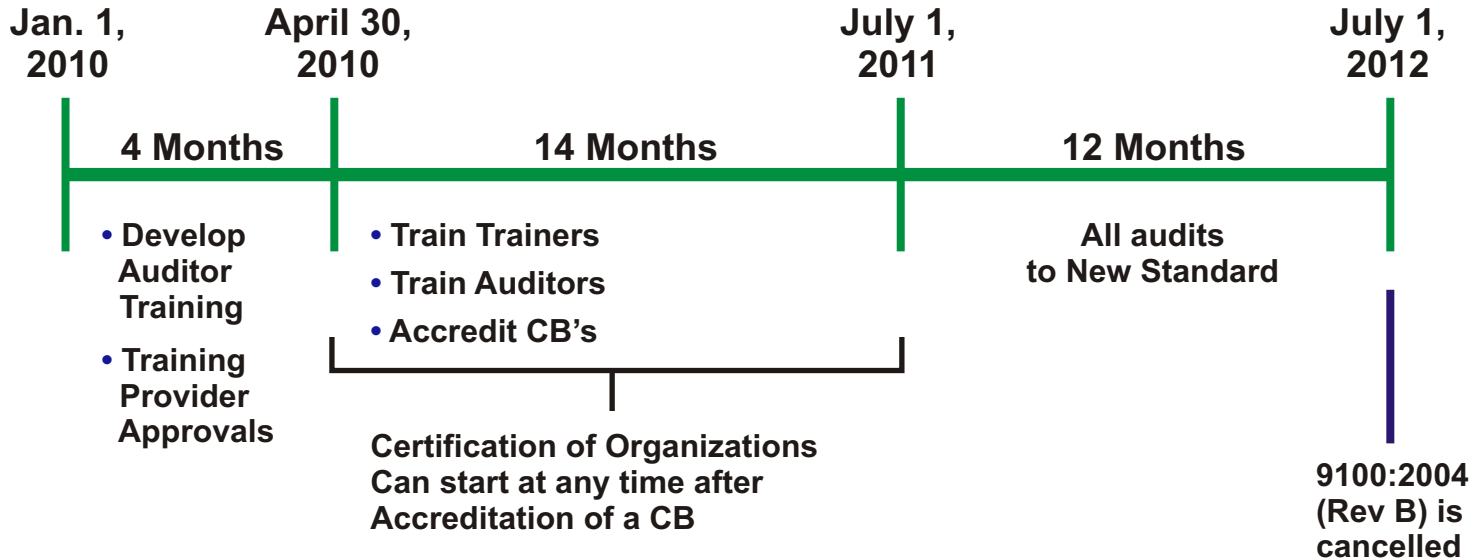 Jan. 1,
2010
April 30,
2010
July 1,
2011
July 1,
2012
4 Months
14 Months
12 Months
• Develop
Auditor
Training
• Training
Provider
Approvals
• Train Trainers
• Train Auditors
• Accredit CB’s
Certification of Organizations
Can start at any time after
Accreditation of a CB
All audits
to New Standard
9100:2004
(Rev B) is
cancelled